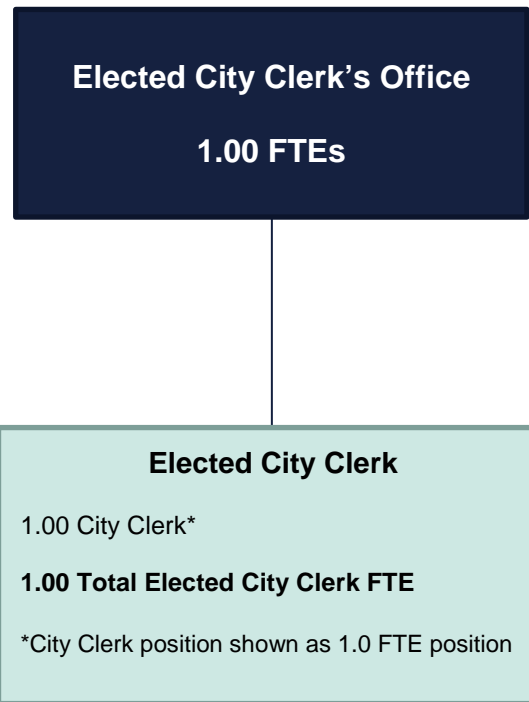 Elected City Clerk’s Office
1.00 FTEs
Elected City Clerk
1.00 City Clerk*
1.00 Total Elected City Clerk FTE
*City Clerk position shown as 1.0 FTE position